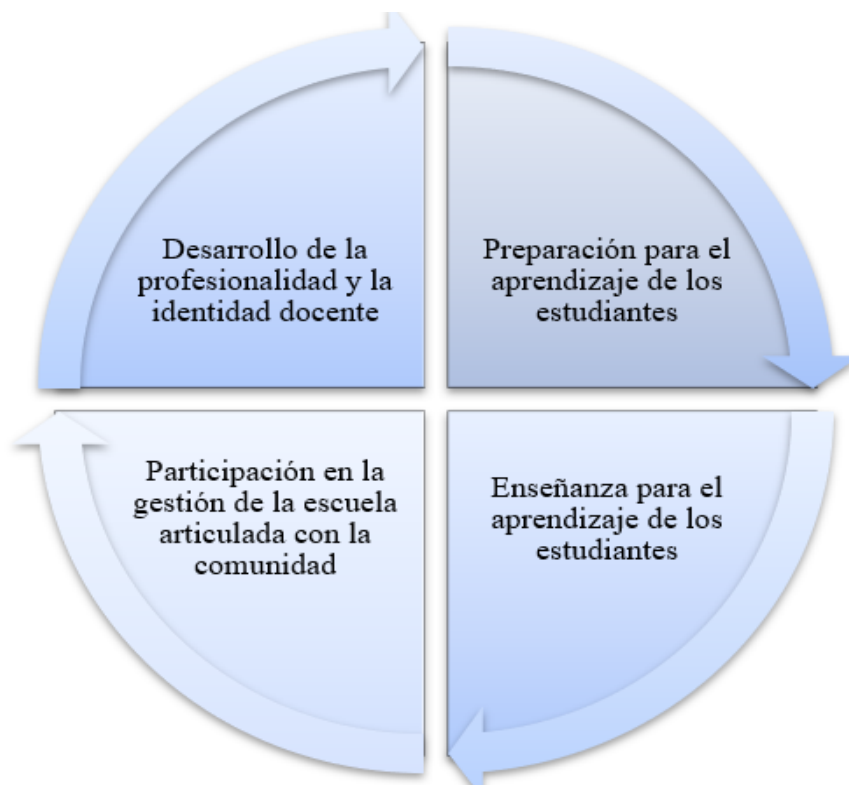 Desarrollo de la
profesionalidad y la
identidad docente
Preparación para el
aprendizaje de los
estudiantes
Participación en la
gestión de la escuela
articulada con la
comunidad
Enseñanza para el
aprendizaje de los
estudiantes